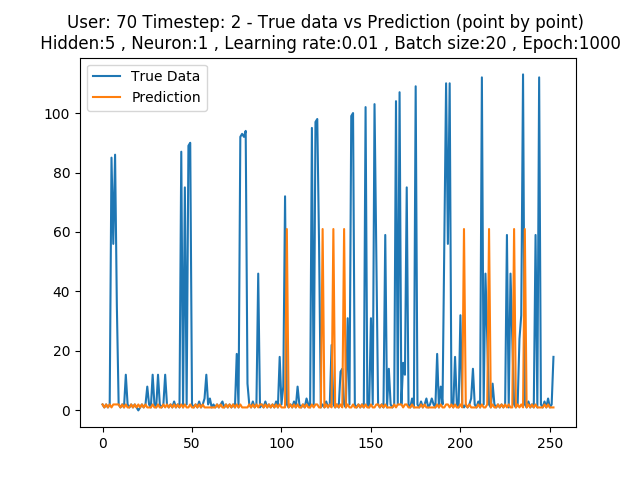 User: 70 Timestep: 2 - True data vs Prediction (point by point)
Hidden:5 , Neuron:1 , Learning rate:0.01 , Batch size:20 , Epoch:1000
True Data
Prediction
100
80
60
40
20
0
0 50 100 150 200 250